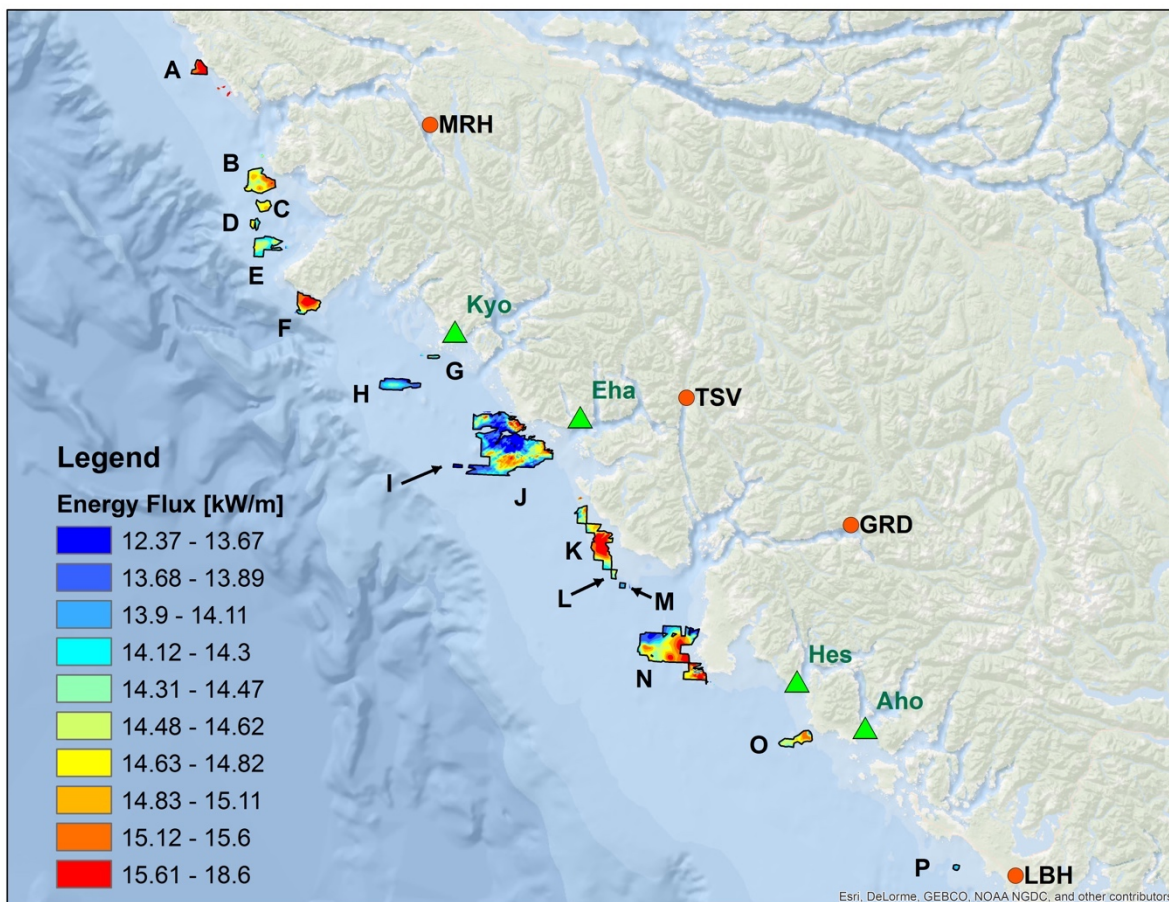 A
MRH
B
C
D
E
Kyo
F
G
H
Eha
TSV
Legend
I
J
Energy Flux [kW/m]
GRD
12.37 - 13.67
K
13.68 - 13.89
L
M
13.9 - 14.11
14.12 - 14.3
Hes
N
14.31 - 14.47
Aho
14.48 - 14.62
O
14.63 - 14.82
14.83 - 15.11
15.12 - 15.6
15.61 - 18.6
P
LBH
Esri, DeLorme, GEBCO, NOAA NGDC, and other contributors